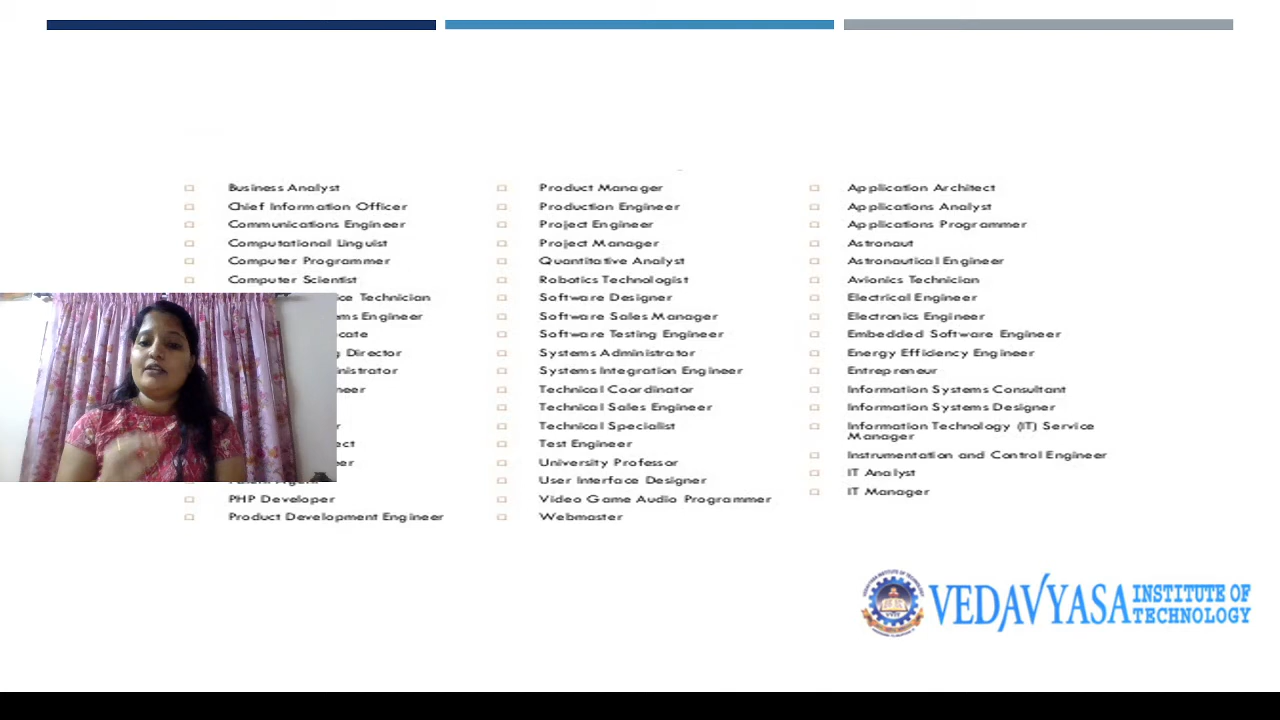 Business Analyst
Chief Information Officer
Communications Engineer
Computational Linguist
Computer Programmer
Computer Scientist
Technician
Engineer
Director
PHP Developer
Product Development Engineer
Product Manager
Production Engineer
Project Engineer
Project Manager
Quantitative Analyst
Robotics Technologist
Software Designer
Software Sales Manager
Software Testing Engineer
Systems Administrator
Systems Integration Engineer
Technical Coordinator
Technical Sales Engineer
Technical Specialist
Test Engineer
University Professor
User Interface Designer
Video Game Audio Programmer
Webmaster
Application Architect
Applications Analyst
Applications Programmer
Astronaut
Astronautical Engineer
Avionics Technician
Electrical Engineer
Electronics Engineer
Embedded Software Engineer
Energy Efficiency Engineer
Entrepreneur
Information Systems Consultant
Information Systems Designer
Information Technology (IT) Service
Manager
Instrumentation and Control Engineer
IT Analyst
IT Manager
VEDAVYASA INSTITUTE OF
TECHNOLOGY